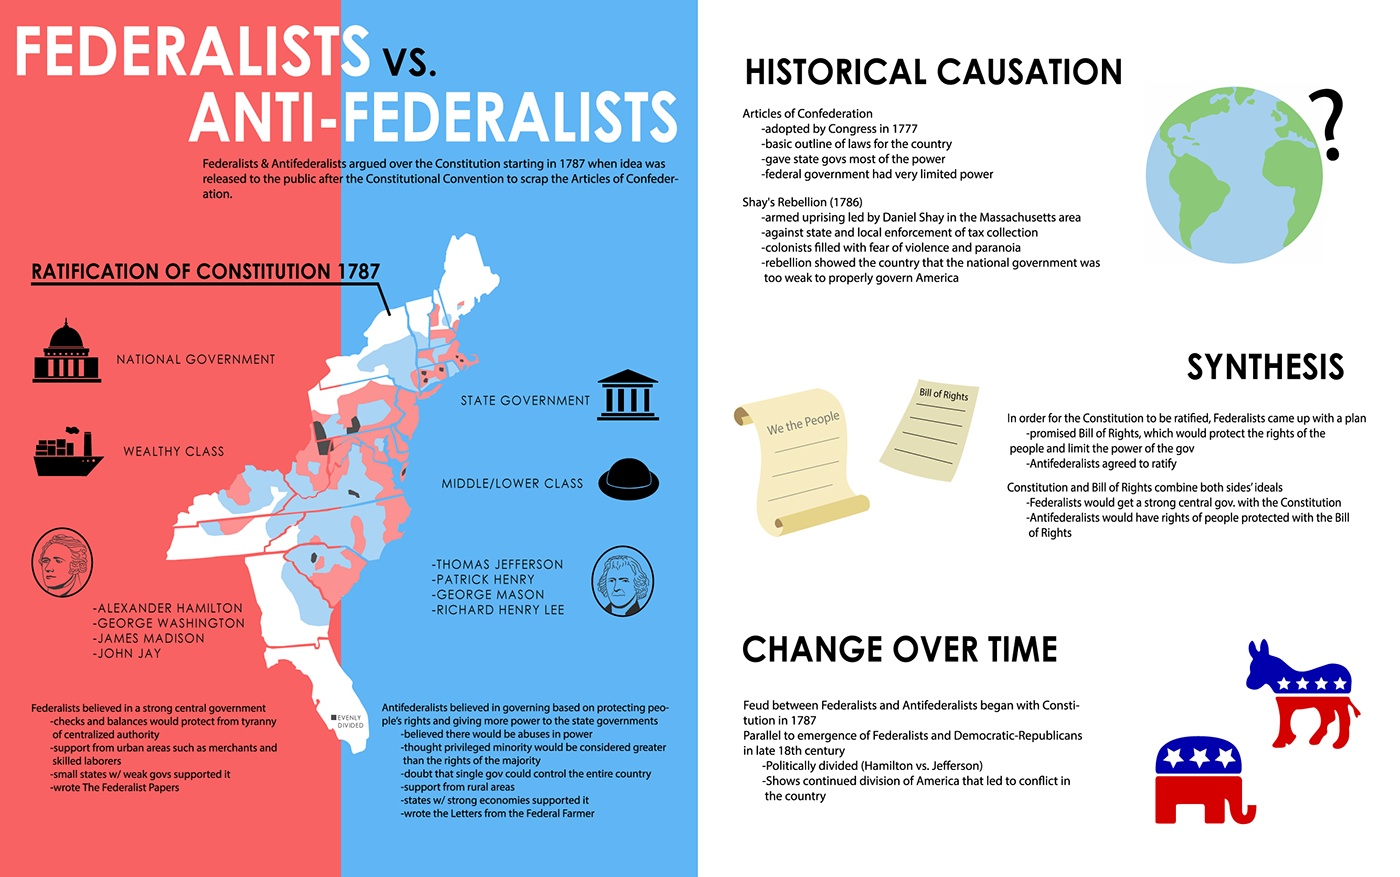 FEDERALISTS VS.
ANTI-FEDERALISTS
Federalists & Antifederalists argued over the Constitution starting in 1787 when idea was
released to the public after the Constitutional Convention to scrap the Articles of Confeder-
ation.
RATIFICATION OF CONSTITUTION 1787
NATIONAL GOVERNMENT
WEALTHY CLASS
-ALEXANDER HAMILTON
-GEORGE WASHINGTON
-JAMES MADISON
-JOHN JAY
STATE GOVERNMENT
MIDDLE/LOWER CLASS
-THOMAS JEFFERSON
-PATRICK HENRY
-GEORGE MASON
-RICHARD HENRY LEE
EVENLY
DIVIDED
Federalists believed in a strong central government
-checks and balances would protect from tyranny
of centralized authority
-support from urban areas such as merchants and
skilled laborers
-small states w/ weak govs supported it
-wrote The Federalist Papers
Antifederalists believed in governing based on protecting peo-
ple's rights and giving more power to the state governments
-believed there would be abuses in power
-thought privileged minority would be considered greater
than the rights of the majority
-doubt that single gov could control the entire country
-support from rural areas
-states w/ strong economies supported it
-wrote the Letters from the Federal Farmer
HISTORICAL CAUSATION
Articles of Confederation
-adopted by Congress in 1777
-basic outline of laws for the country
-gave state govs most of the power
-federal government had very limited power
Shay's Rebellion (1786)
-armed uprising led by Daniel Shay in the Massachusetts area
-against state and local enforcement of tax collection
-colonists filled with fear of violence and paranoia
-rebellion showed the country that the national government was
too weak to properly govern America
?
SYNTHESIS
We the People
Bill of Rights
In order for the Constitution to be ratified, Federalists came up with a plan
-promised Bill of Rights, which would protect the rights of the
people and limit the power of the gov
-Antifederalists agreed to ratify
Constitution and Bill of Rights combine both sides' ideals
-Federalists would get a strong central gov. with the Constitution
-Antifederalists would have rights of people protected with the Bill
of Rights
CHANGE OVER TIME
Feud between Federalists and Antifederalists began with Consti-
tution in 1787
Parallel to emergence of Federalists and Democratic-Republicans
in late 18th century
-Politically divided (Hamilton vs. Jefferson)
-Shows continued division of America that led to conflict in
the country